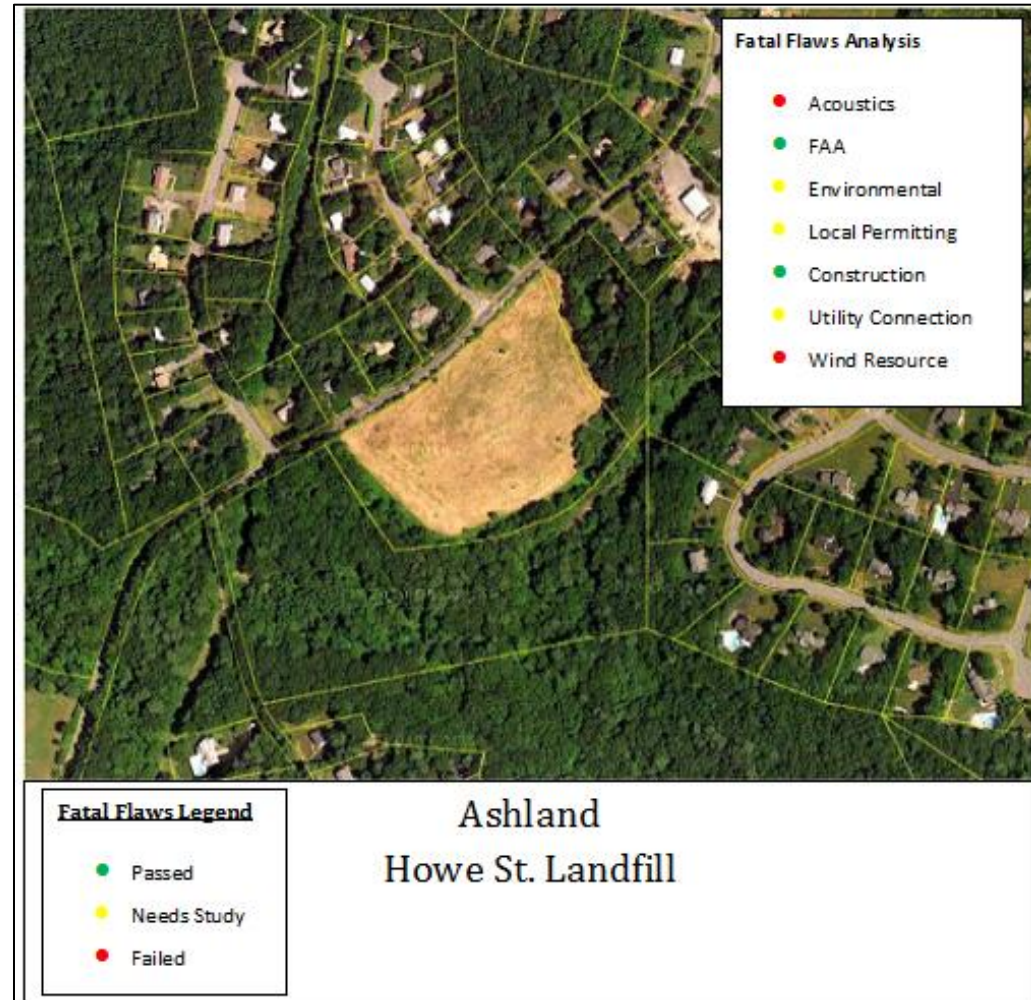 Fatal Flaws Analysis
Acoustics
FAA
Environmental
Local Permitting
Construction
Utility Connection
Wind Resource
Fatal Flaws Legend
Passed
Needs Study
Failed
Ashland
Howe St. Landfill